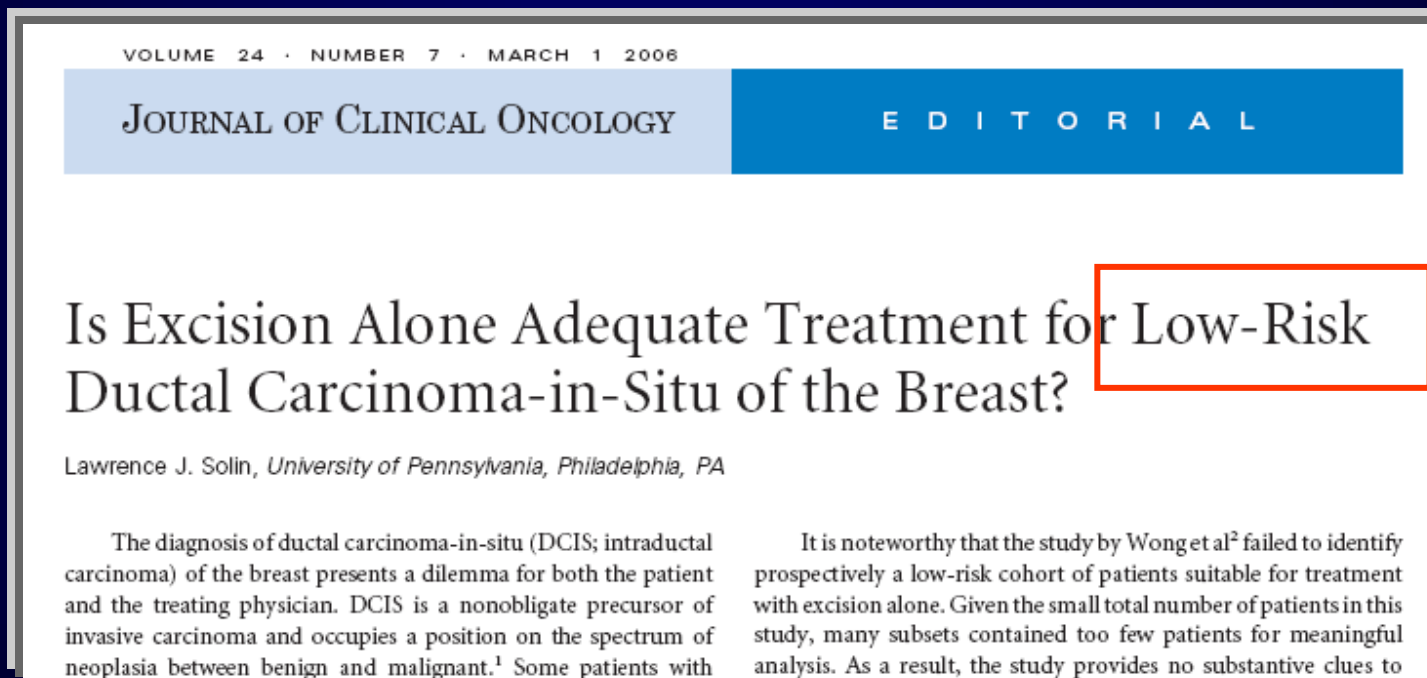 VOLUME 24 · NUMBER 7 · MARCH 1 2006
JOURNAL OF CLINICAL ONCOLOGY
EDITORIAL
Is Excision Alone Adequate Treatment for Low-Risk
Ductal Carcinoma-in-Situ of the Breast?
Lawrence J. Solin, University of Pennsylvania, Philadelphia, PA
The diagnosis of ductal carcinoma-in-situ (DCIS; intraductal
carcinoma) of the breast presents a dilemma for both the patient
and the treating physician. DCIS is a nonobligate precursor of
invasive carcinoma and occupies a position on the spectrum of
neoplasia between benign and malignant.¹ Some patients with
It is noteworthy that the study by Wong et al² failed to identify
prospectively a low-risk cohort of patients suitable for treatment
with excision alone. Given the small total number of patients in this
study, many subsets contained too few patients for meaningful
analysis. As a result, the study provides no substantive clues to